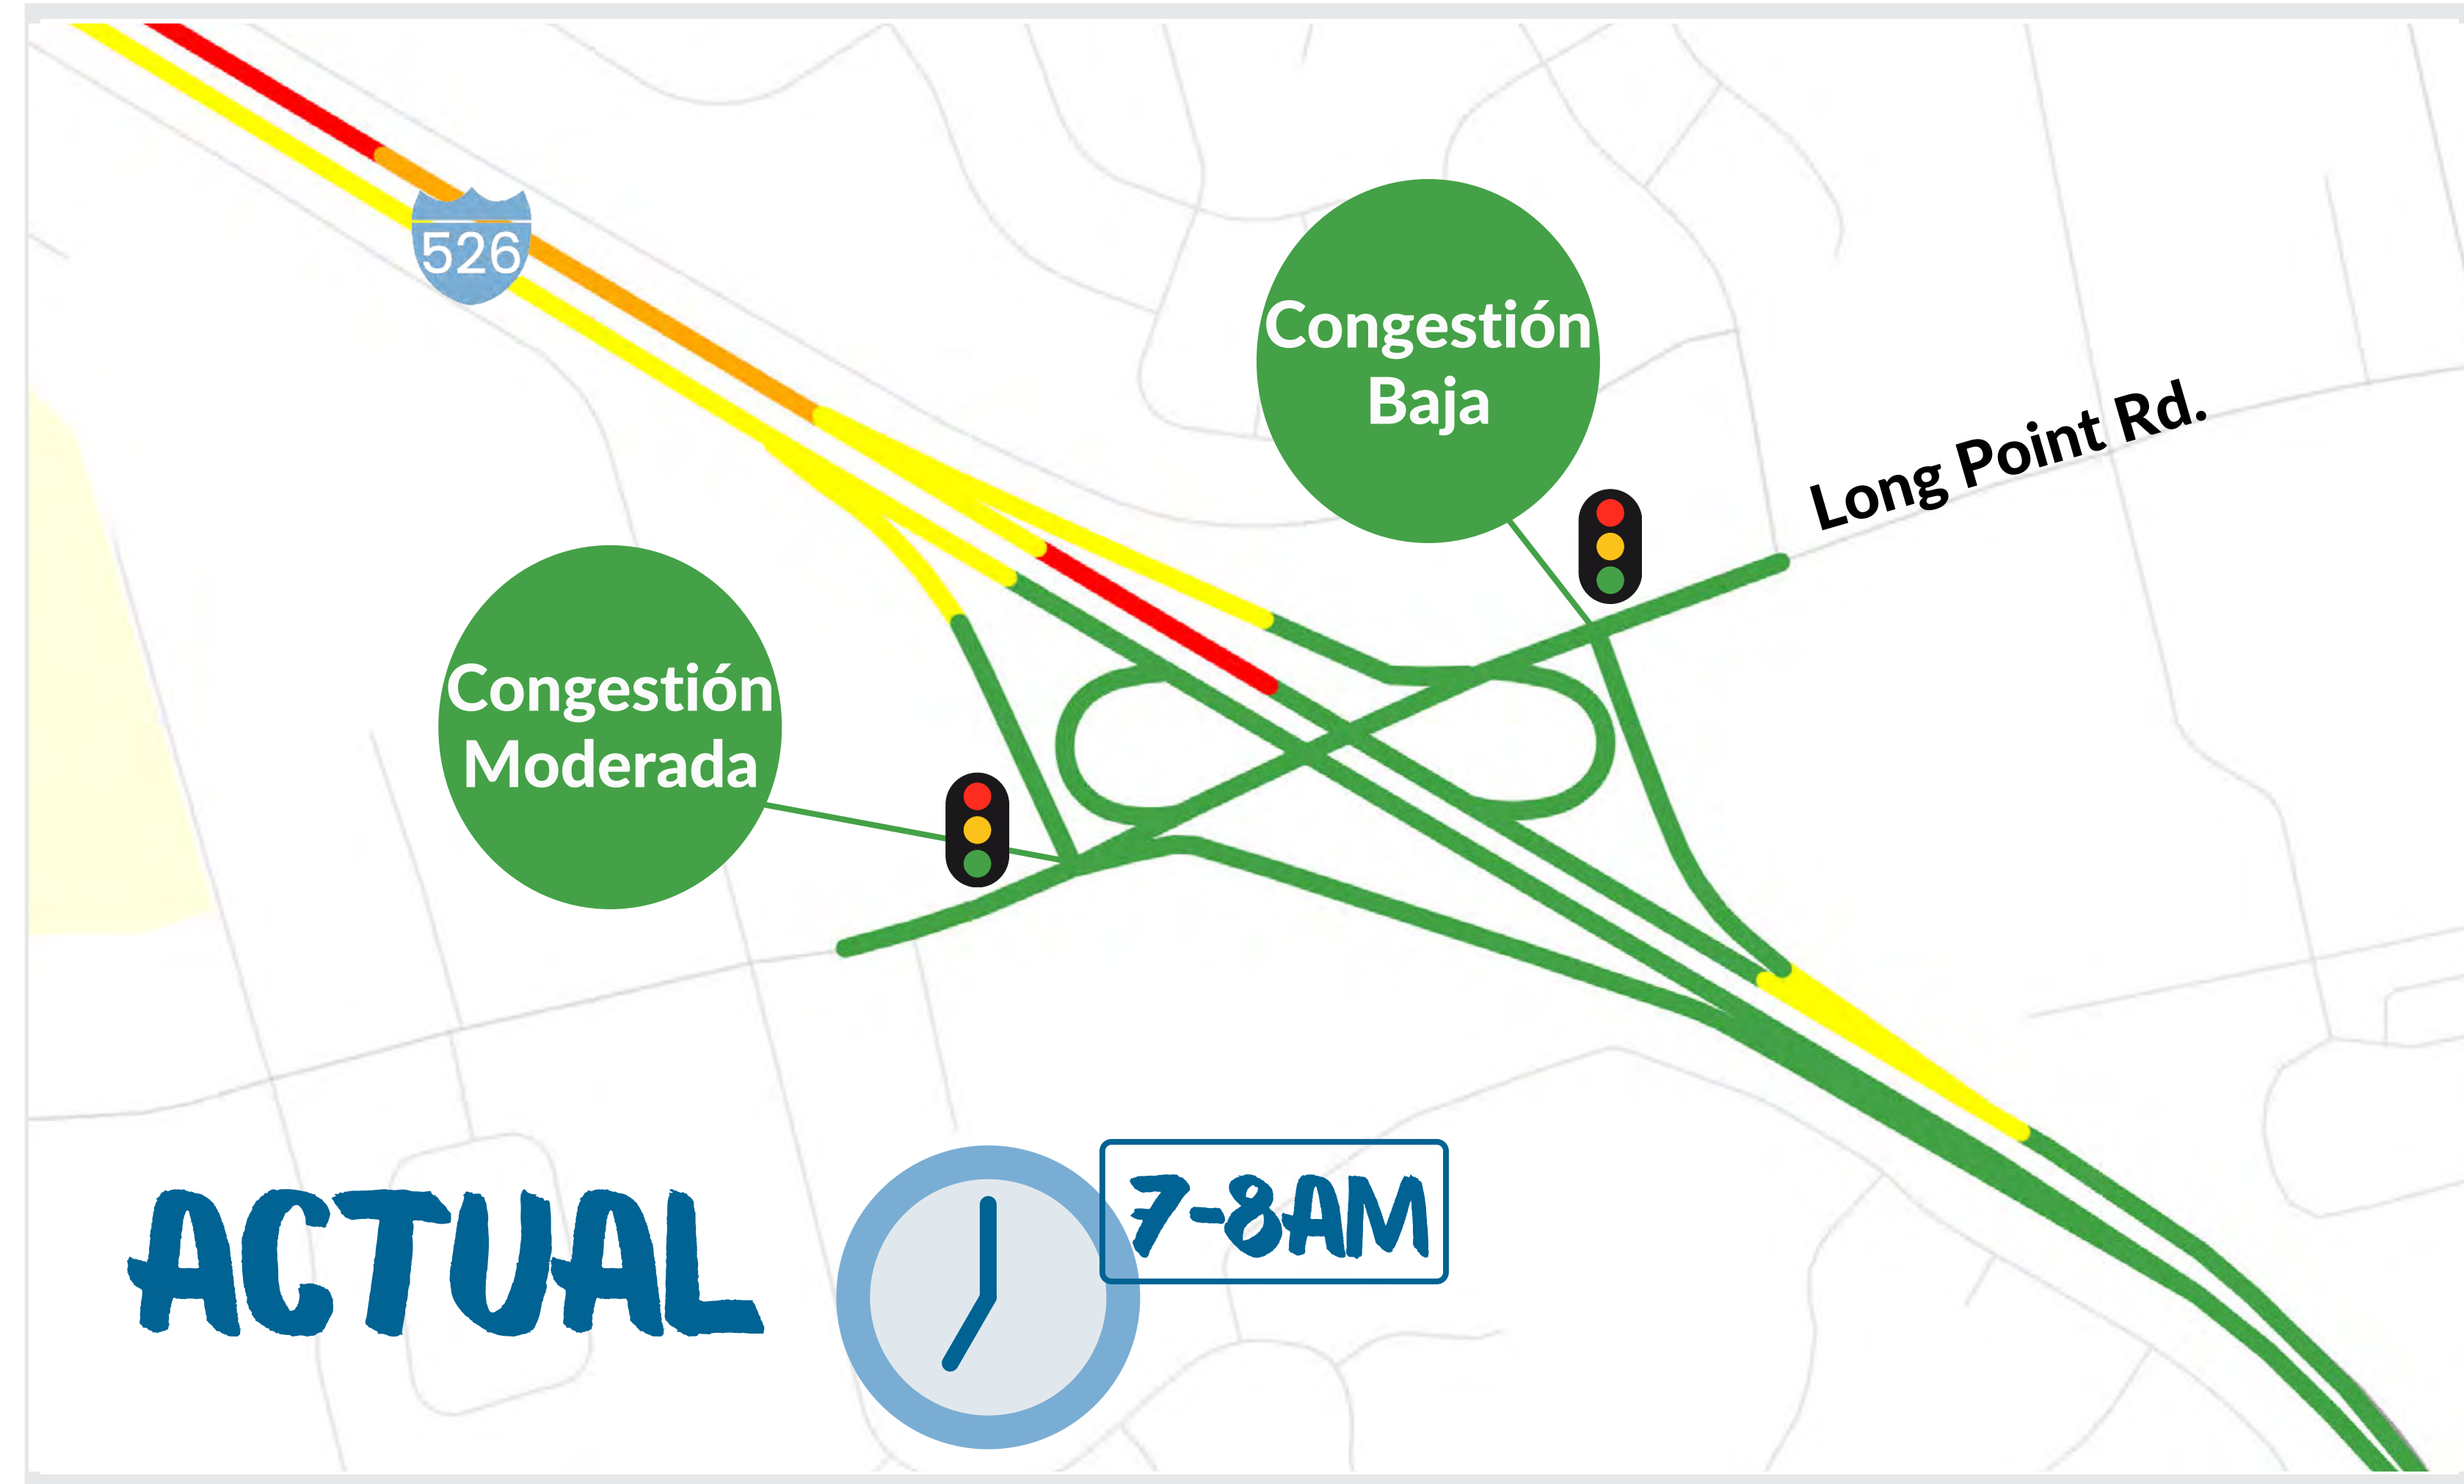 526
Congestión
Baja
Long Point Rd.
Congestión
Moderada
ACTUAL
7-8AM